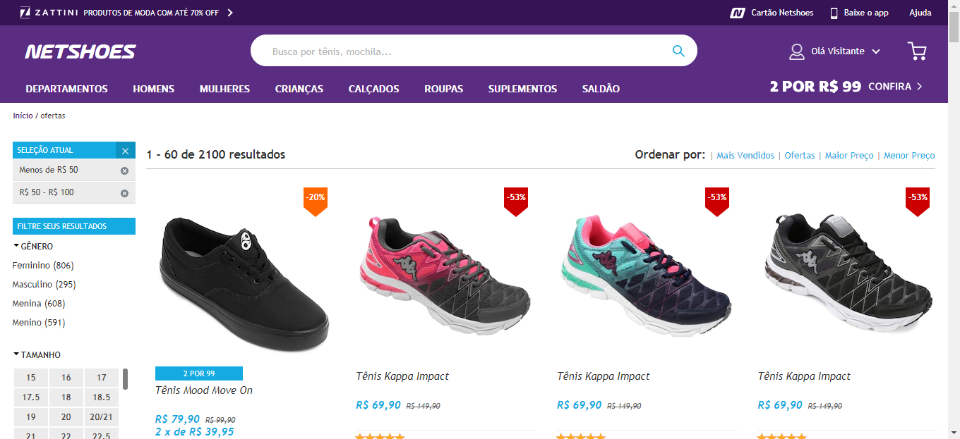 ZATTINI PRODUTOS DE MODA COM ATÉ 70% OFF
Cartão Netshoes
Baixe o app
Ajuda
NETSHOES
Busca por tênis, mochila...
Olá Visitante
DEPARTAMENTOS HOMENS MULHERES CRIANÇAS CALÇADOS ROUPAS SUPLEMENTOS SALDÃO
2 POR R$ 99 CONFIRA
Início / ofertas
SELEÇÃO ATUAL
Menos de R$ 50
R$ 50 - R$ 100
1 - 60 de 2100 resultados
Ordenar por: | Mais Vendidos | Ofertas | Maior Preço | Menor Preço
FILTRE SEUS RESULTADOS
GÊNERO
Feminino (806)
Masculino (295)
Menina (608)
Menino (591)
TAMANHO
15 16 17
17.5 18 18.5
19 20 20/21
21 22 22.5
-20%
2 POR 99
Tênis Mood Move On
R$ 79,90 R$ 99,90
2 x de R$ 39,95
-53%
Tênis Kappa Impact
R$ 69,90 R$ 149,90
-53%
Tênis Kappa Impact
R$ 69,90 R$ 149,90
-53%
Tênis Kappa Impact
R$ 69,90 R$ 149,90